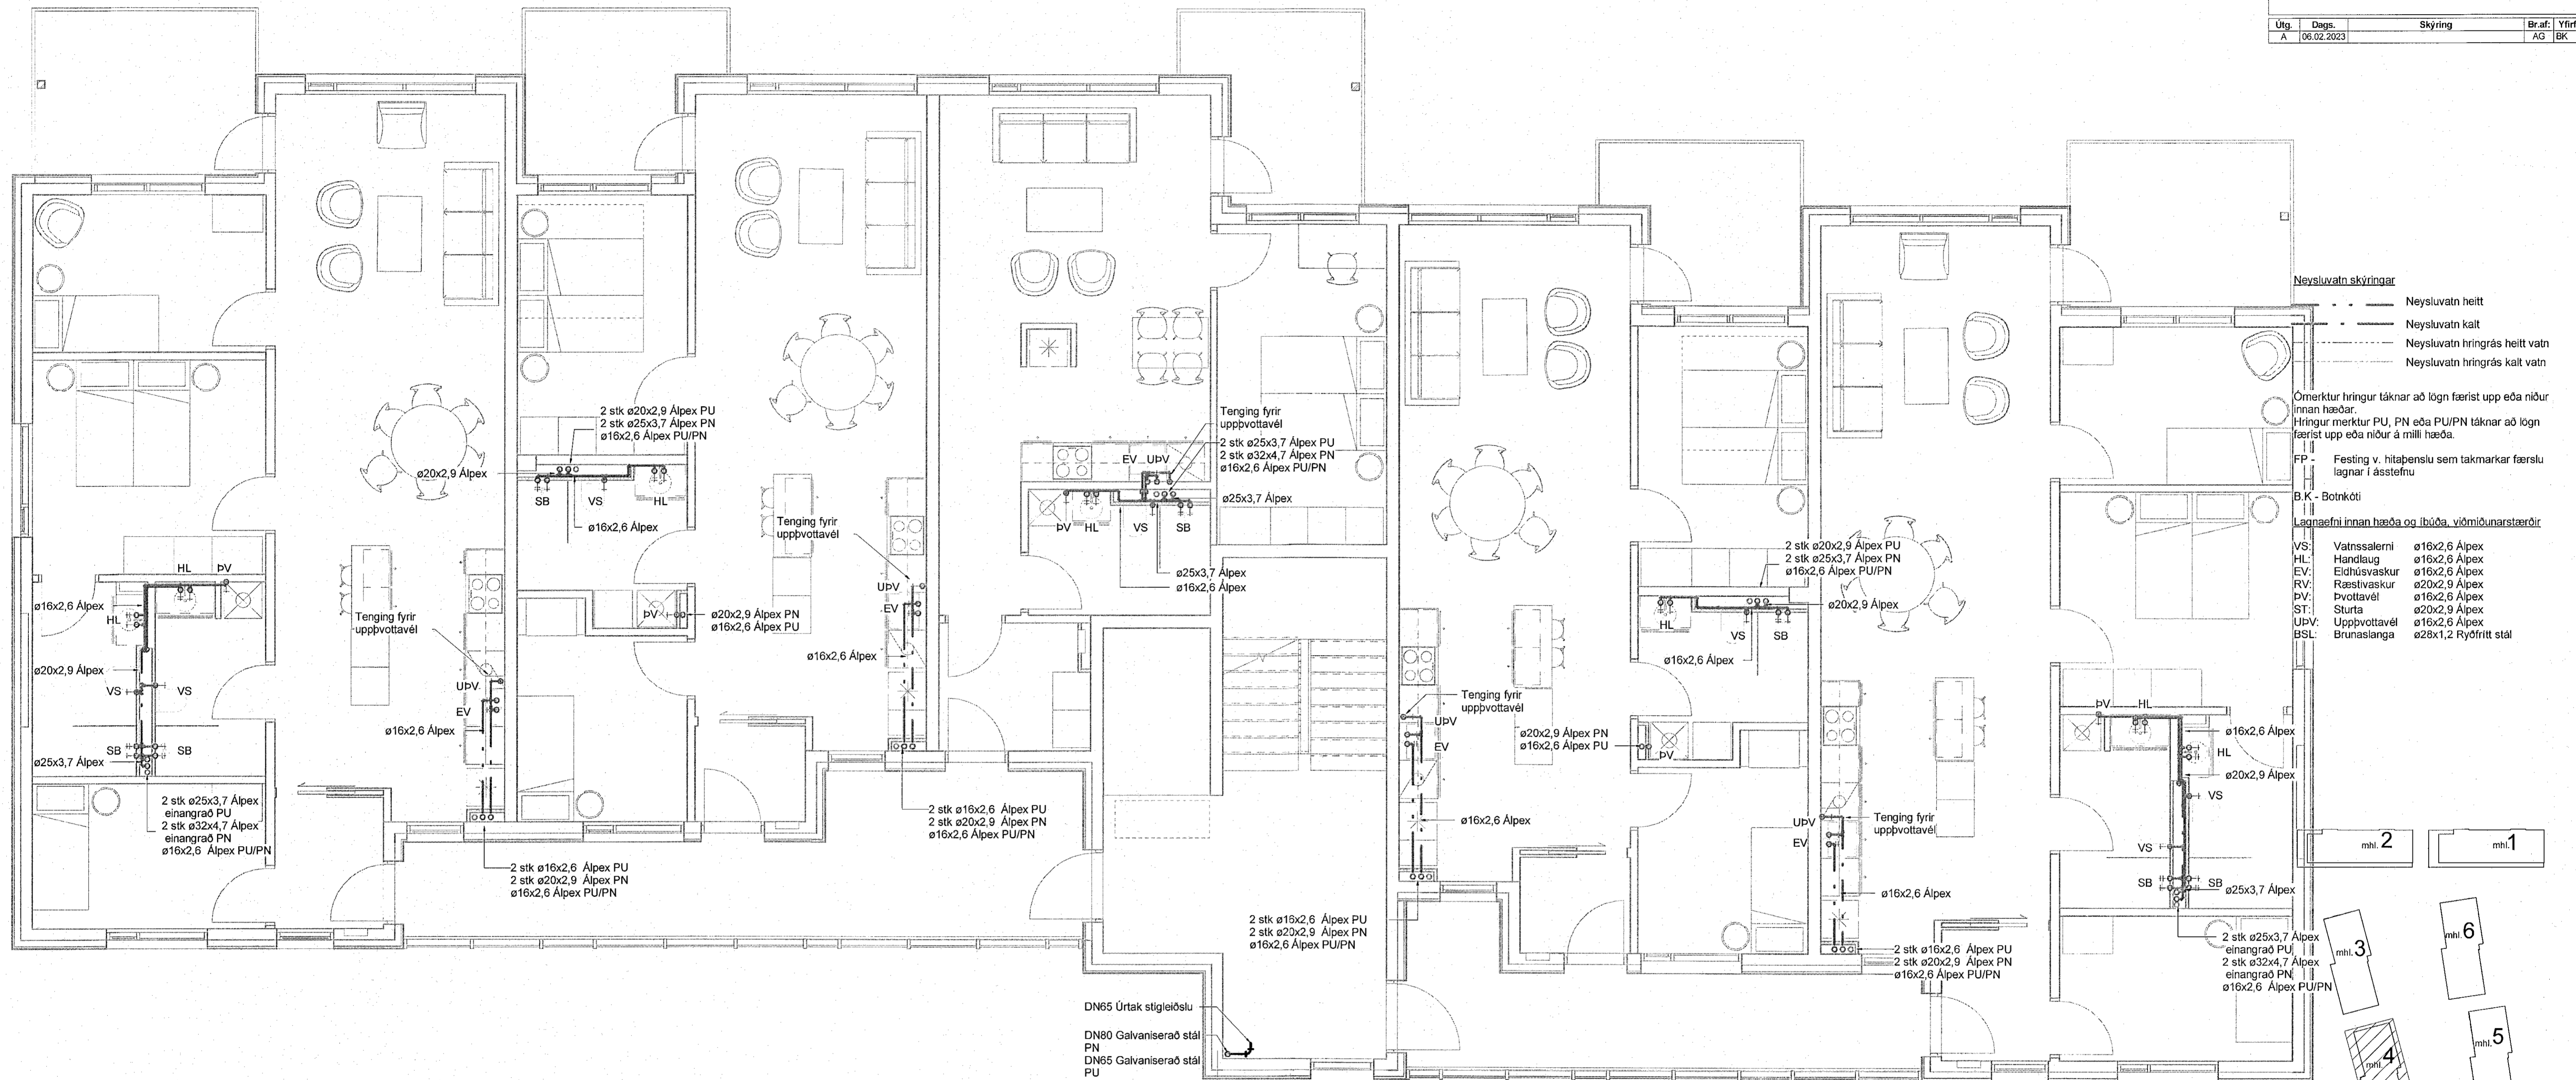 Útg. Dags. Skýring Br.af: Yfirf
A 06.02.2023 AG BK
Neysluvatn skýringar
Neysluvatn heitt
Neysluvatn kalt
Neysluvatn hringrás heitt vatn
Neysluvatn hringrás kalt vatn
Ómerktur hringur táknar að lögn færist upp eða niður
innan hæðar.
Hringur merktur PU, PN eða PU/PN táknar að lögn
færist upp eða niður á milli hæða.
FP - Festing v. hitaþenslu sem takmarkar færslu
lagnar í ásstefnu
B.K - Botnkóti
Lagnaefni innan hæða og íbúða, viðmiðunarstærðir
VS: Vatnssalerni ø16x2,6 Álpex
HL: Handlaug ø16x2,6 Álpex
EV: Eldhúsvaskur ø16x2,6 Álpex
RV: Ræstivaskur ø20x2,9 Álpex
ÞV: Þvottavél ø16x2,6 Álpex
ST: Sturta ø20x2,9 Álpex
UÞV: Uppþvottavél ø16x2,6 Álpex
BSL: Brunaslanga ø28x1,2 Ryðfrítt stál
HL ÞV
ø16x2,6 Álpex
HL
ø20x2,9 Álpex
VS VS
SB SB
ø25x3,7 Álpex
2 stk ø25x3,7 Álpex
einangrað PU
2 stk ø32x4,7 Álpex
einangrað PN
ø16x2,6 Álpex PU/PN
Tenging fyrir
uppþvottavél
UÞV
EV
ø16x2,6 Álpex
2 stk ø16x2,6 Álpex PU
2 stk ø20x2,9 Álpex PN
ø16x2,6 Álpex PU/PN
2 stk ø20x2,9 Álpex PU
2 stk ø25x3,7 Álpex PN
ø16x2,6 Álpex PU/PN
ø20x2,9 Álpex
SB VS HL
ø16x2,6 Álpex
ÞV
ø20x2,9 Álpex PN
ø16x2,6 Álpex PU
Tenging fyrir
uppþvottavél
UÞV
EV
ø16x2,6 Álpex
2 stk ø16x2,6 Álpex PU
2 stk ø20x2,9 Álpex PN
ø16x2,6 Álpex PU/PN
Tenging fyrir
uppþvottavél
2 stk ø25x3,7 Álpex PU
2 stk ø32x4,7 Álpex PN
ø16x2,6 Álpex PU/PN
EV UÞV
ø25x3,7 Álpex
ÞV HL VS SB
ø25x3,7 Álpex
ø16x2,6 Álpex
Tenging fyrir
uppþvottavél
UÞV
EV
ø16x2,6 Álpex
2 stk ø16x2,6 Álpex PU
2 stk ø20x2,9 Álpex PN
ø16x2,6 Álpex PU/PN
DN65 Úrtak stigleiðslu
DN80 Galvaniserað stál
PN
DN65 Galvaniserað stál
PU
2 stk ø20x2,9 Álpex PU
2 stk ø25x3,7 Álpex PN
ø16x2,6 Álpex PU/PN
ø20x2,9 Álpex
HL VS SB
ø16x2,6 Álpex
ø20x2,9 Álpex PN
ø16x2,6 Álpex PU
ÞV
Tenging fyrir
uppþvottavél
UÞV
EV
ø16x2,6 Álpex
2 stk ø16x2,6 Álpex PU
2 stk ø20x2,9 Álpex PN
ø16x2,6 Álpex PU/PN
ÞV HL
ø16x2,6 Álpex
HL
ø20x2,9 Álpex
VS
VS
SB SB
ø25x3,7 Álpex
2 stk ø25x3,7 Álpex
einangrað PU
2 stk ø32x4,7 Álpex
einangrað PN
ø16x2,6 Álpex PU/PN
mhl. 2
mhl. 1
mhl. 3
mhl. 6
mhl. 4
mhl. 5